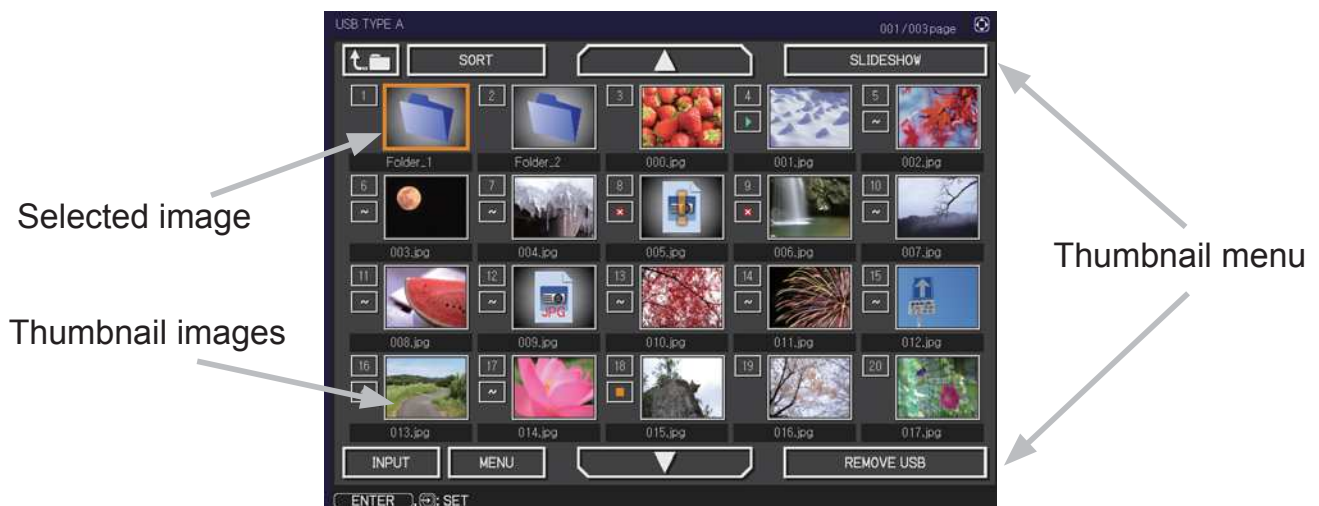 USB TYPE A
001/003page
SORT
SLIDESHOW
1
2
3
4
5
Folder_1
Folder_2
000.jpg
001.jpg
002.jpg
Selected image
6
7
8
9
10
003.jpg
004.jpg
005.jpg
006.jpg
007.jpg
Thumbnail menu
11
12
13
14
15
JPG
008.jpg
009.jpg
010.jpg
011.jpg
012.jpg
Thumbnail images
16
17
18
19
20
013.jpg
014.jpg
015.jpg
016.jpg
017.jpg
INPUT
MENU
REMOVE USB
ENTER , : SET